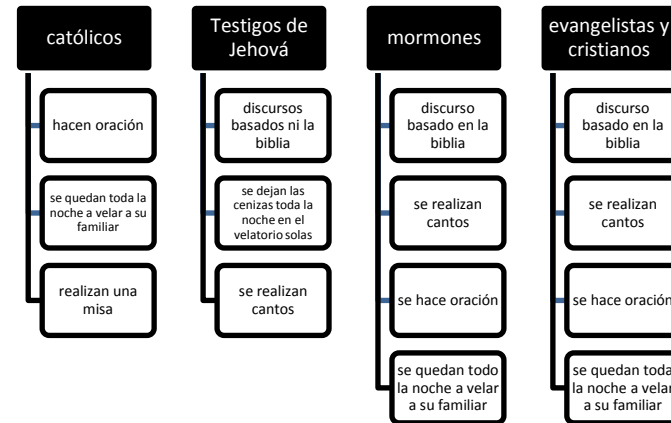 católicos
hacen oración
se quedan toda la
noche a velar a su
familiar
realizan una
misa
Testigos de
Jehová
discursos
basados ni la
biblia
se dejan las
cenizas toda la
noche en el
velatorio solas
se realizan
cantos
mormones
discurso
basado en la
biblia
se realizan
cantos
se hace oración
se quedan todo
la noche a velar
a su familiar
evangelistas y
cristianos
discurso
basado en la
biblia
se realizan
cantos
se hace oración
se quedan toda
la noche a velar
a su familiar